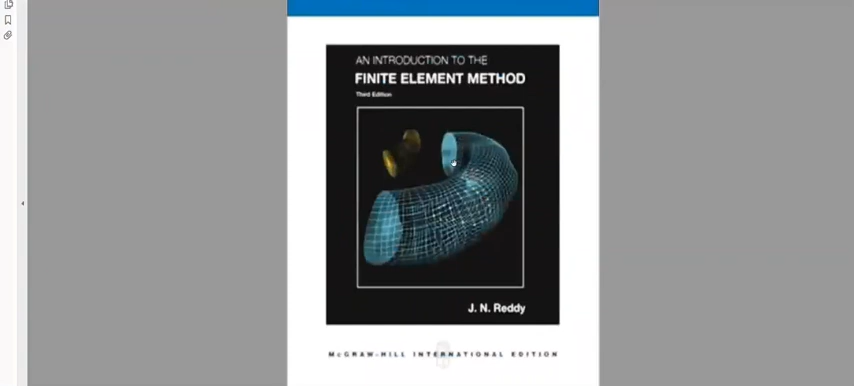 AN INTRODUCTION TO THE
FINITE ELEMENT METHOD
Third Edition
J. N. Reddy
McGRAW-HILL INTERNATIONAL EDITION